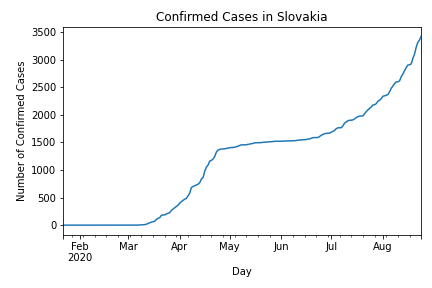 Confirmed Cases in Slovakia
Number of Confirmed Cases
3500
3000
2500
2000
1500
1000
500
0
Feb Mar Apr May Jun Jul Aug
2020
Day